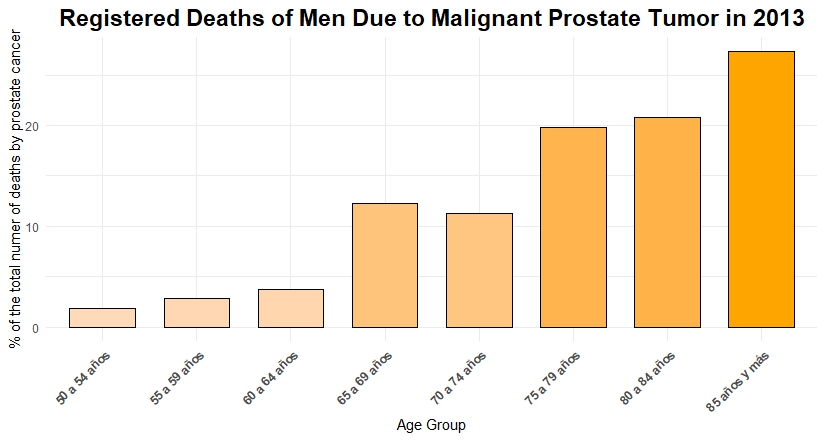 Registered Deaths of Men Due to Malignant Prostate Tumor in 2013
% of the total numer of deaths by prostate cancer
20
10
0
50 a 54 años
55 a 59 años
60 a 64 años
65 a 69 años
70 a 74 años
75 a 79 años
80 a 84 años
85 años y más
Age Group